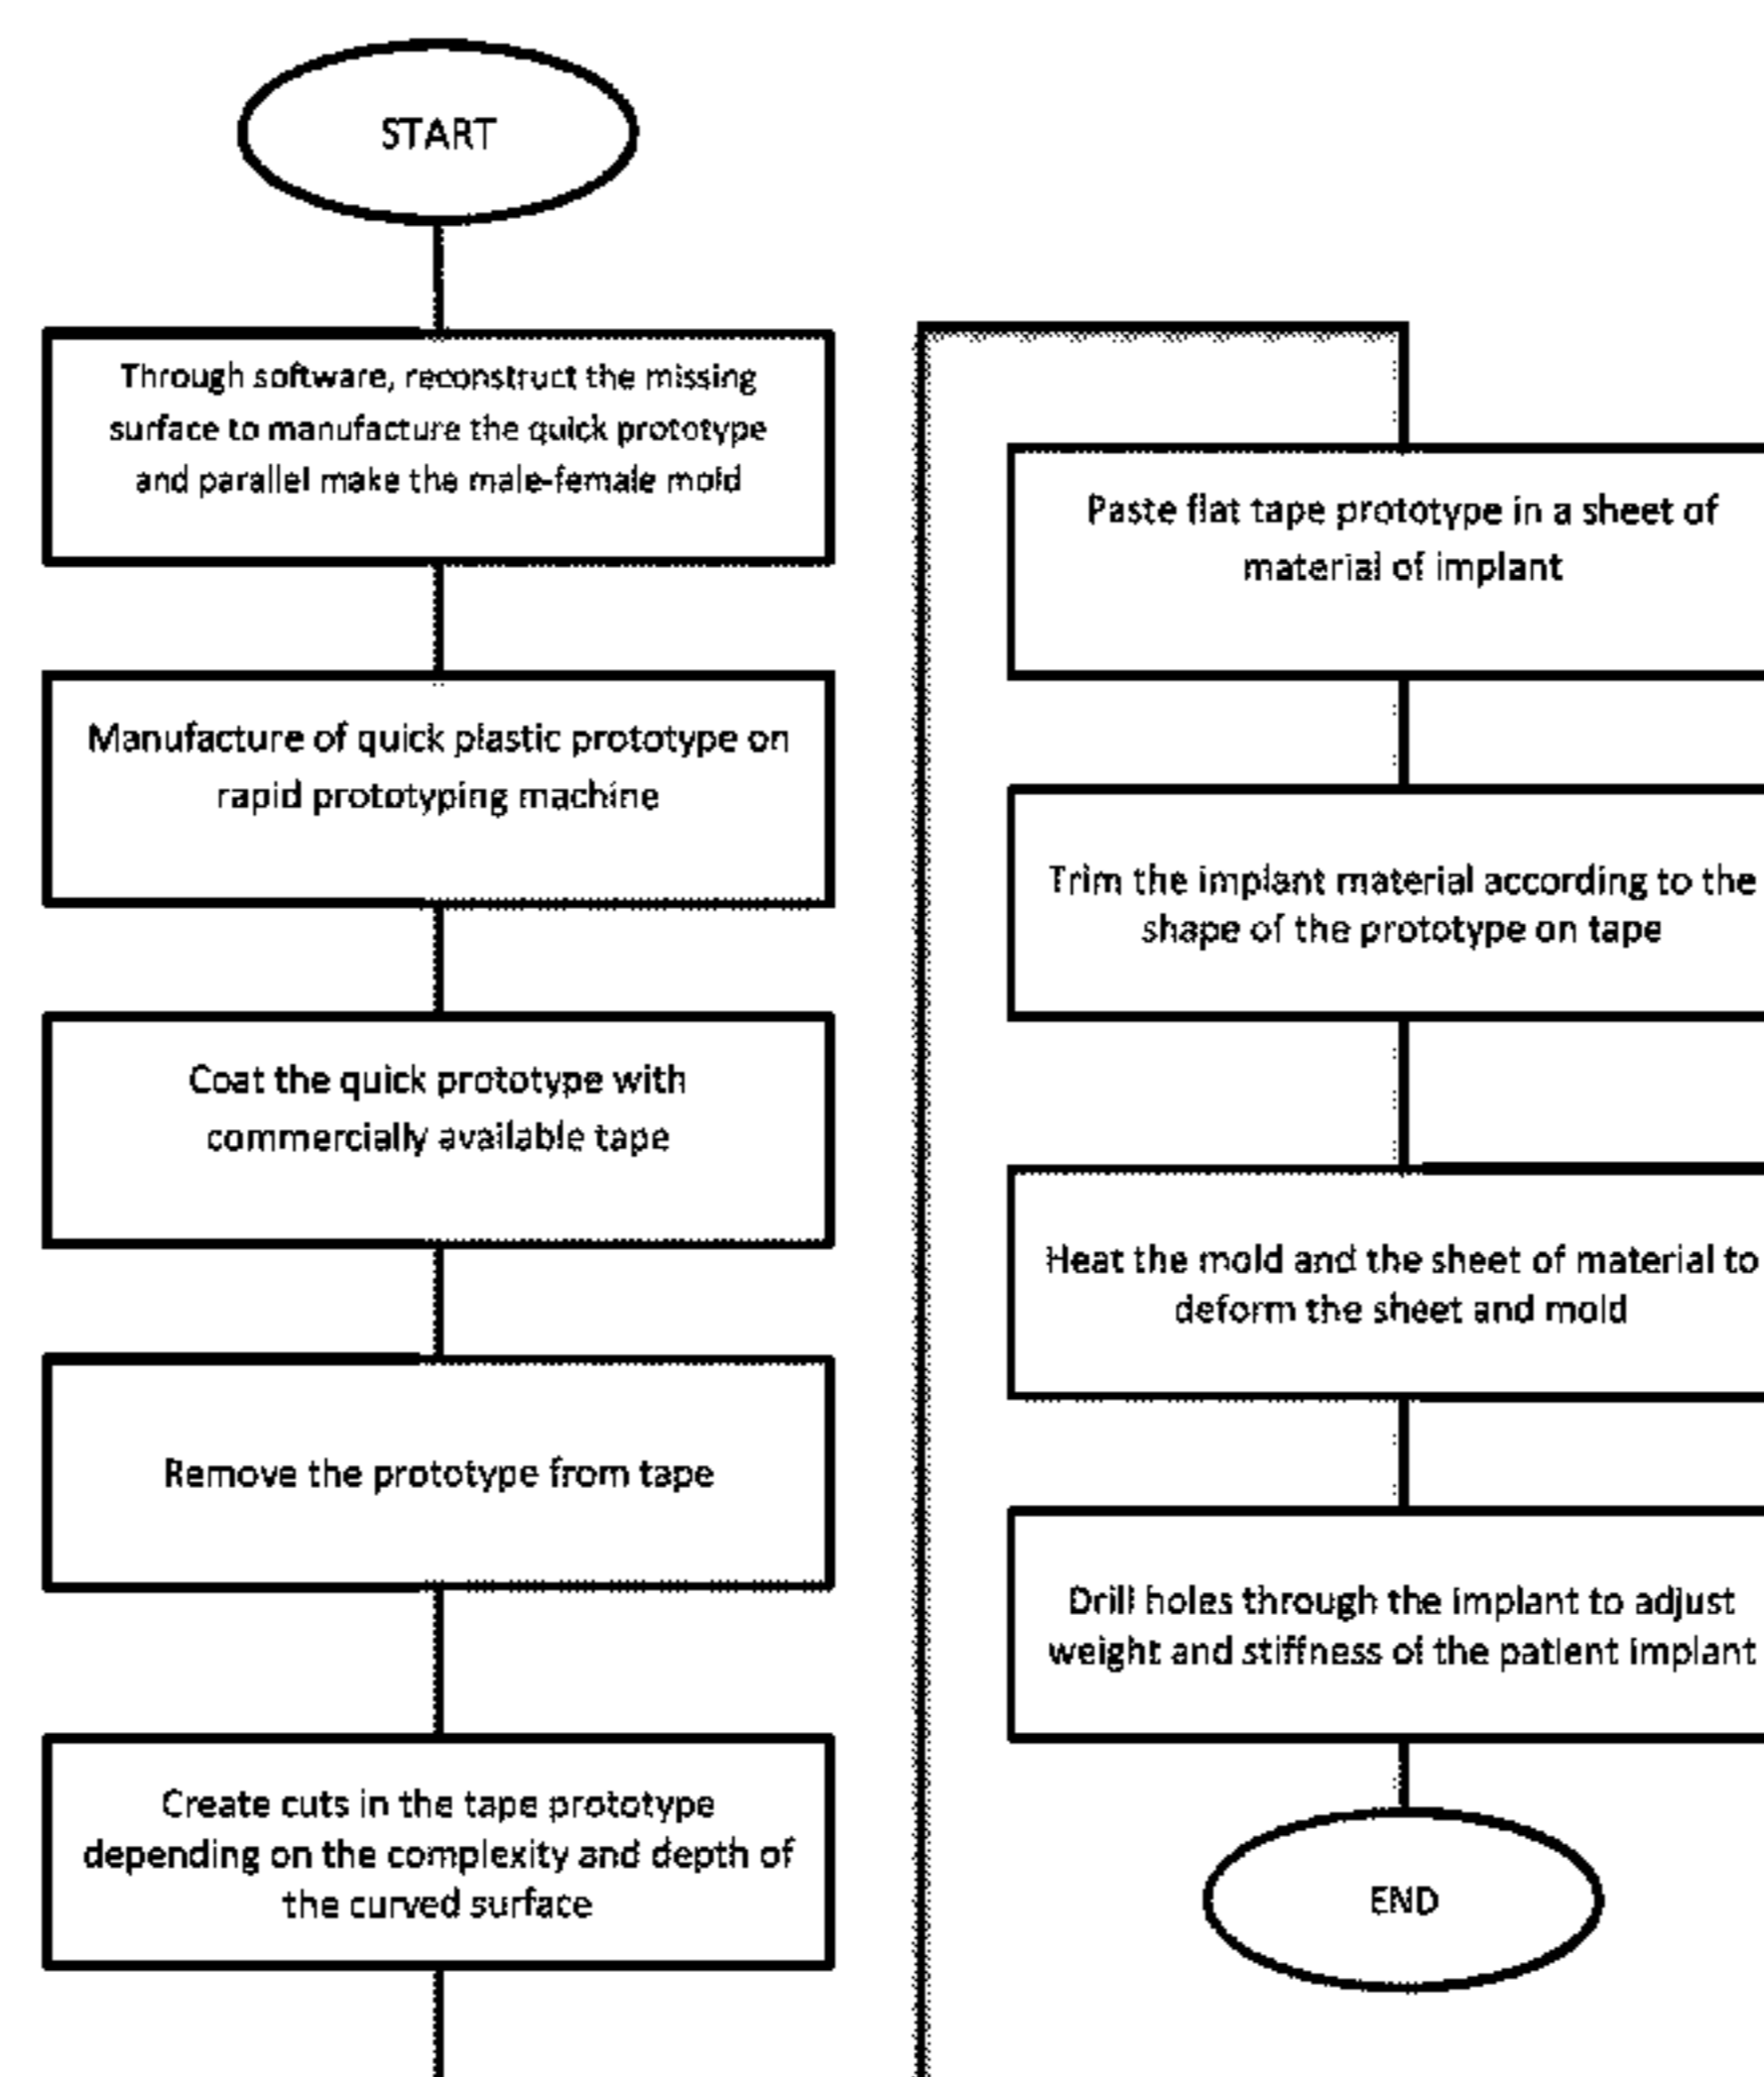 START
Through software, reconstruct the missing
surface to manufacture the quick prototype
and parallel make the male-female mold
Manufacture of quick plastic prototype on
rapid prototyping machine
Coat the quick prototype with
commercially available tape
Remove the prototype from tape
Create cuts in the tape prototype
depending on the complexity and depth of
the curved surface
Paste flat tape prototype in a sheet of
material of implant
Trim the implant material according to the
shape of the prototype on tape
Heat the mold and the sheet of material to
deform the sheet and mold
Drill holes through the implant to adjust
weight and stiffness of the patient implant
END